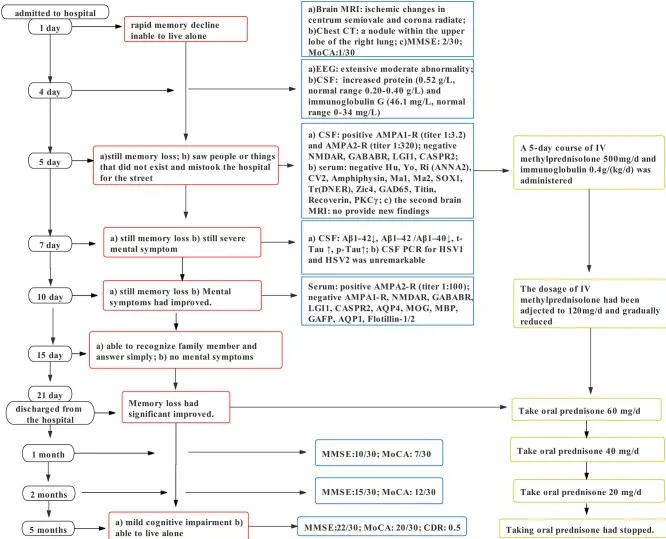 admitted to hospital
1 day
rapid memory decline
inable to live alone
a)Brain MRI: ischemic changes in
centrum semiovale and corona radiate;
b)Chest CT: a nodule within the upper
lobe of the right lung; c)MMSE: 2/30;
MoCA:1/30
4 day
a)EEG: extensive moderate abnormality;
b)CSF: increased protein (0.52 g/L,
normal range 0.20-0.40 g/L) and
immunoglobulin G (46.1 mg/L, normal
range 0-34 mg/L)
5 day
a)still memory loss; b) saw people or things
that did not exist and mistook the hospital
for the street
a) CSF: positive AMPA1-R (titer 1:3.2)
and AMPA2-R (titer 1:320); negative
NMDAR, GABABR, LGI1, CASPR2;
b) serum: negative Hu, Yo, Ri (ANNA2),
CV2, Amphiphysin, Ma1, Ma2, SOX1,
Tr(DNER), Zic4, GAD65, Titin,
Recoverin, PKCγ; c) the second brain
MRI: no provide new findings
A 5-day course of IV
methylprednisolone 500mg/d and
immunoglobulin 0.4g/(kg/d) was
administered
7 day
a) still memory loss b) still severe
mental symptom
a) CSF: Aβ1-42↓, Aβ1–42 /Aβ1–40↓, t-
Tau ↑, p-Tau↑; b) CSF PCR for HSV1
and HSV2 was unremarkable
10 day
a) still memory loss b) Mental
symptoms had improved.
Serum: positive AMPA2-R (titer 1:100);
negative AMPA1-R, NMDAR, GABABR,
LGI1, CASPR2, AQP4, MOG, MBP,
GAFP, AQP1, Flotillin-1/2
The dosage of IV
methylprednisolone had been
adjected to 120mg/d and gradually
reduced
15 day
a) able to recognize family member and
answer simply; b) no mental symptoms
21 day
discharged from
the hospital
Memory loss had
significant improved.
Take oral prednisone 60 mg/d
1 month
MMSE:10/30; MoCA: 7/30
Take oral prednisone 40 mg/d
2 months
MMSE:15/30; MoCA: 12/30
Take oral prednisone 20 mg/d
5 months
a) mild cognitive impairment b)
able to live alone
MMSE:22/30; MoCA: 20/30; CDR: 0.5
Taking oral prednisone had stopped.